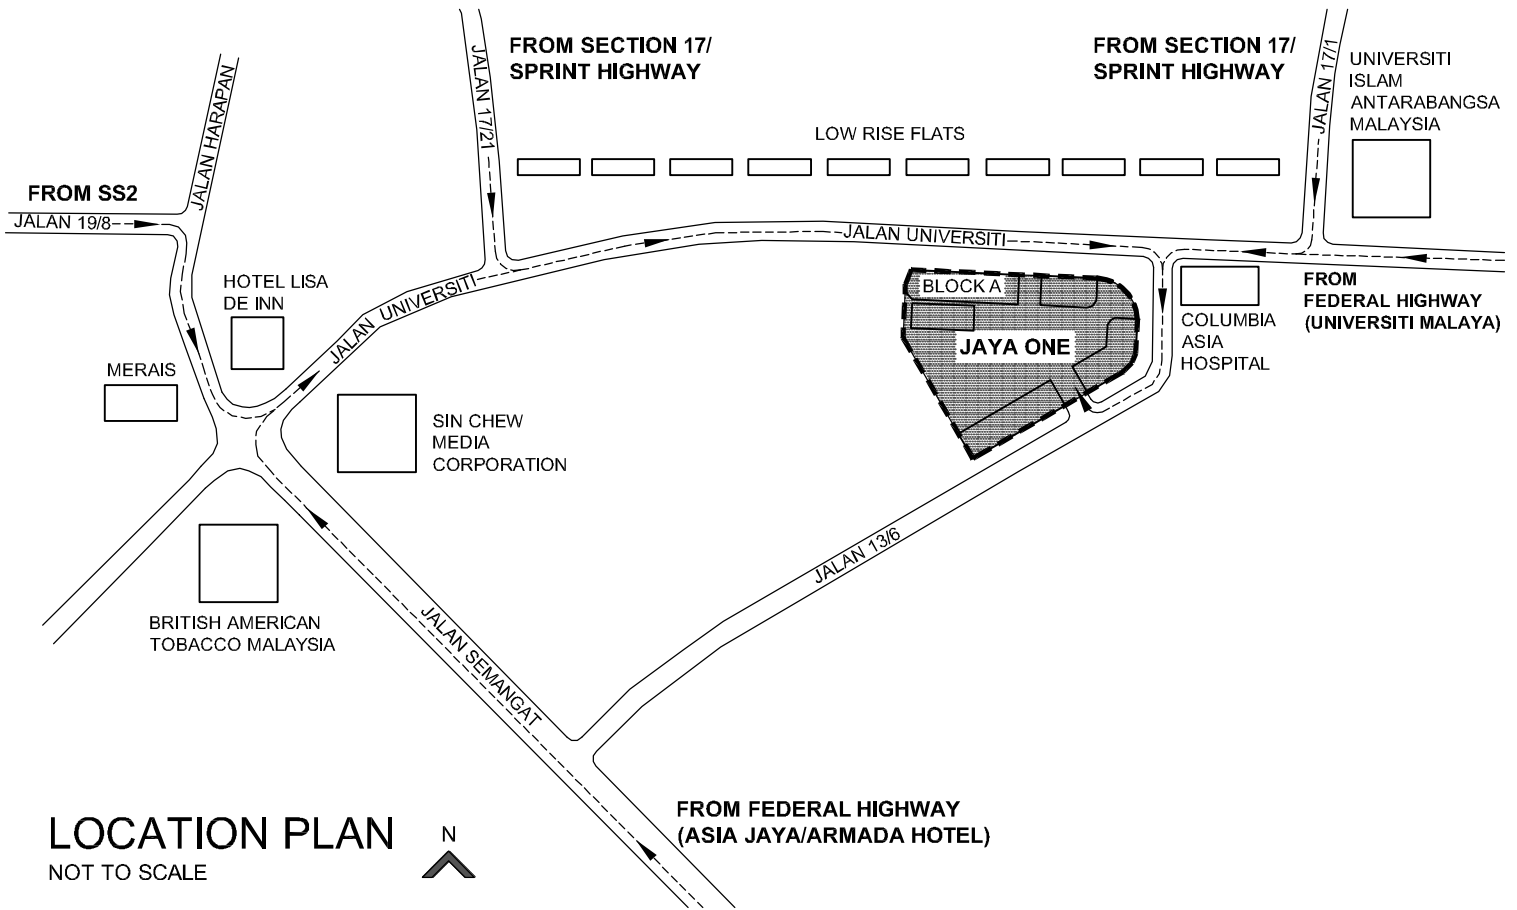 FROM SECTION 17/
SPRINT HIGHWAY
FROM SECTION 17/
SPRINT HIGHWAY
UNIVERSITI
ISLAM
ANTARABANGSA
MALAYSIA
JALAN HARAPAN
JALAN 17/21
JALAN 17/1
LOW RISE FLATS
FROM SS2
JALAN 19/8
JALAN UNIVERSITI
HOTEL LISA
DE INN
JALAN UNIVERSITI
BLOCK A
JAYA ONE
FROM
FEDERAL HIGHWAY
(UNIVERSITI MALAYA)
COLUMBIA
ASIA
HOSPITAL
MERAIS
SIN CHEW
MEDIA
CORPORATION
JALAN 13/6
BRITISH AMERICAN
TOBACCO MALAYSIA
JALAN SEMANGAT
FROM FEDERAL HIGHWAY
(ASIA JAYA/ARMADA HOTEL)
LOCATION PLAN
NOT TO SCALE
N